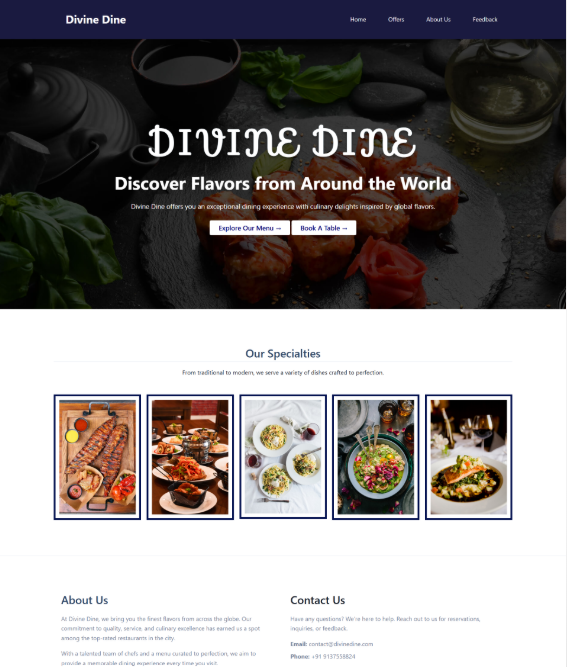 Divine Dine
Home Offers About Us Feedback
DIVINE DINE
Discover Flavors from Around the World
Divine Dine offers you an exceptional dining experience with culinary delights inspired by global flavors.
Explore Our Menu → Book A Table →
Our Specialties
From traditional to modern, we serve a variety of dishes crafted to perfection.
About Us
At Divine Dine, we bring you the finest flavors from across the globe. Our
commitment to quality, service, and culinary excellence has earned us a spot
among the top-rated restaurants in the city.
With a talented team of chefs and a menu curated to perfection, we aim to
provide a memorable dining experience every time you visit.
Contact Us
Have any questions? We're here to help. Reach out to us for reservations,
inquiries, or feedback.
Email: contact@divinedine.com
Phone: +91 9137558824